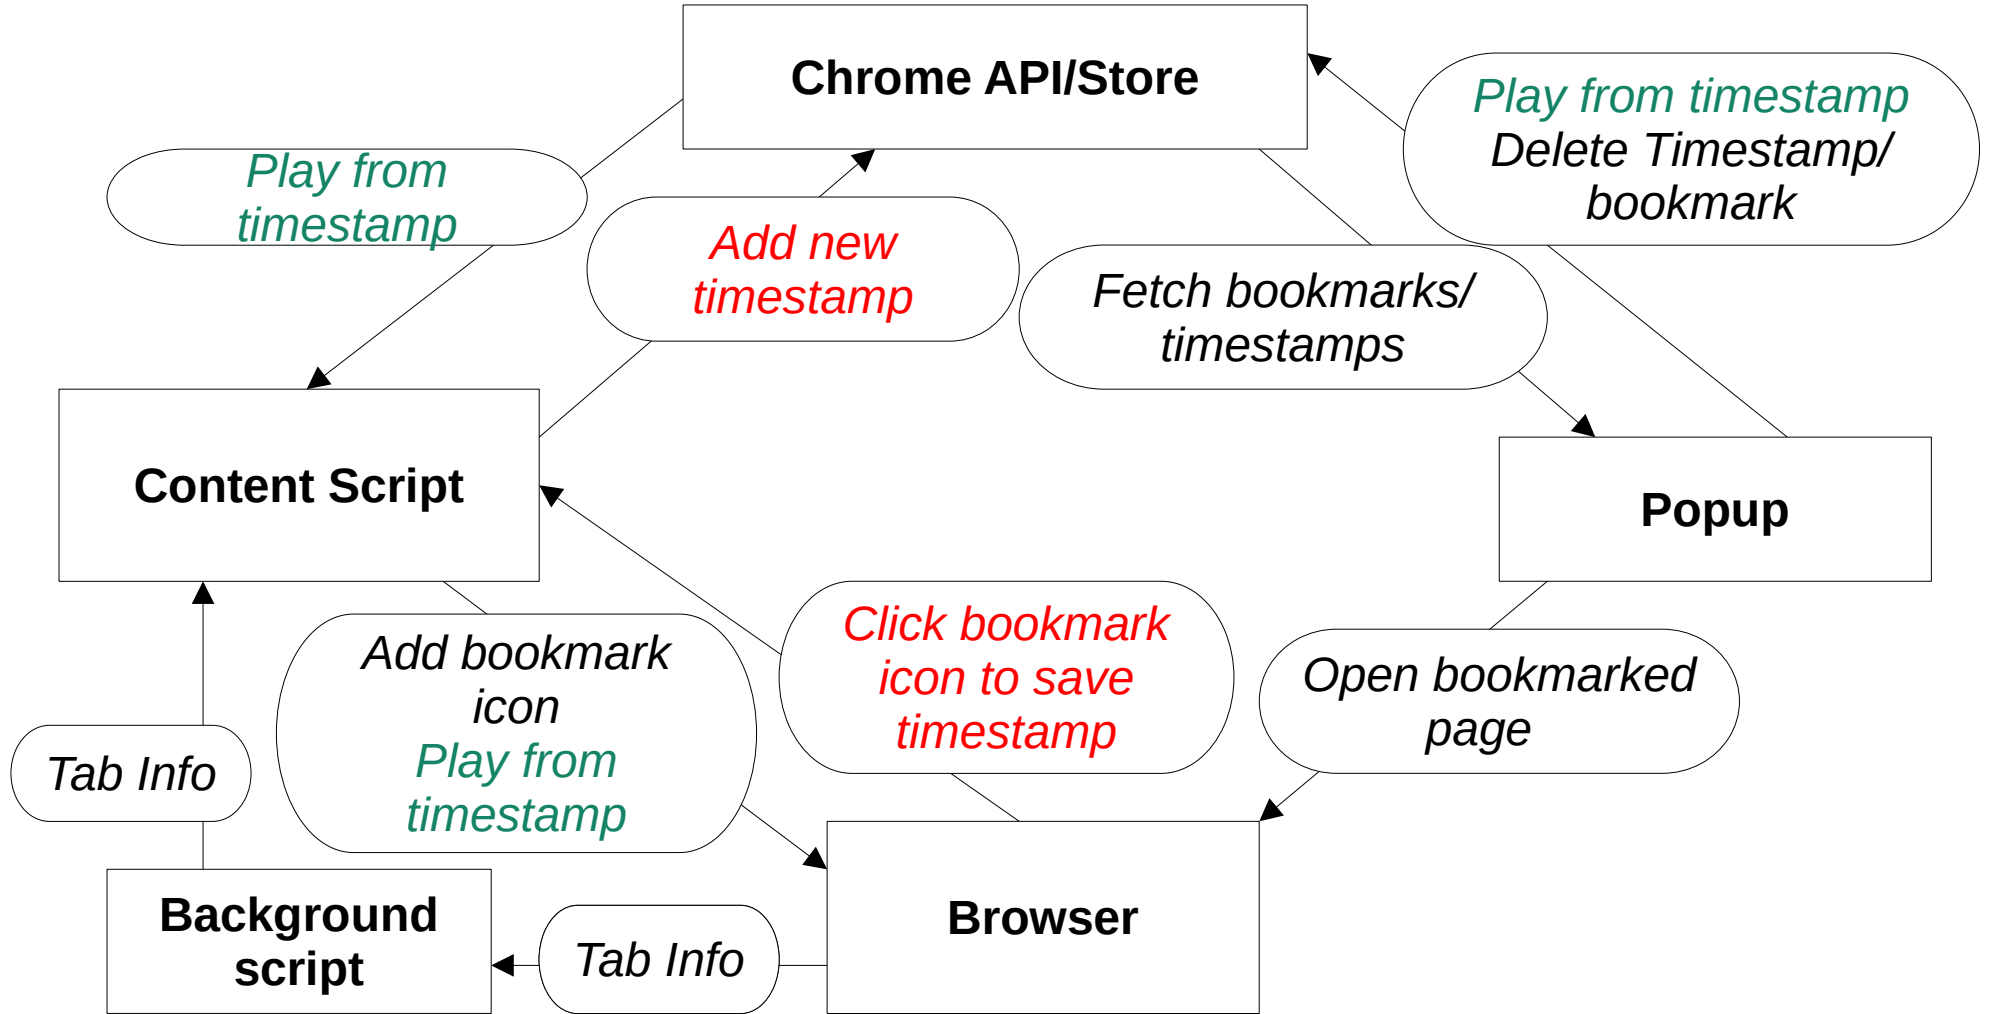 Chrome API/Store
Play from timestamp
Delete Timestamp/
bookmark
Play from
timestamp
Add new
timestamp
Fetch bookmarks/
timestamps
Content Script
Popup
Click bookmark
icon to save
timestamp
Add bookmark
icon
Play from
timestamp
Open bookmarked
page
Tab Info
Background
script
Tab Info
Browser